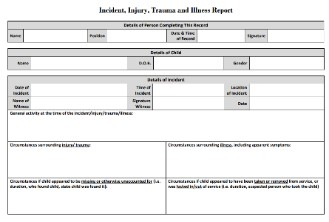 Incident, Injury, Trauma and Illness Report
Details of Person Completing This Record
Name Position Date & Time of Record Signature
Details of Child
Name D.O.B. Gender
Details of Incident
Date of Incident Time of Incident Location of Incident
Name of Witness Signature Witness Date
General activity at the time of the incident/injury/trauma/illness:
Circumstances surrounding injury/ trauma: Circumstances surrounding illness, including apparent symptoms:
Circumstances if child appeared to be missing or otherwise unaccounted for (i.e. Circumstances if child appeared to have been taken or removed from service, or
duration, who found child, state child was found in): was locked in/out of service (i.e. duration, suspected person who took the child)